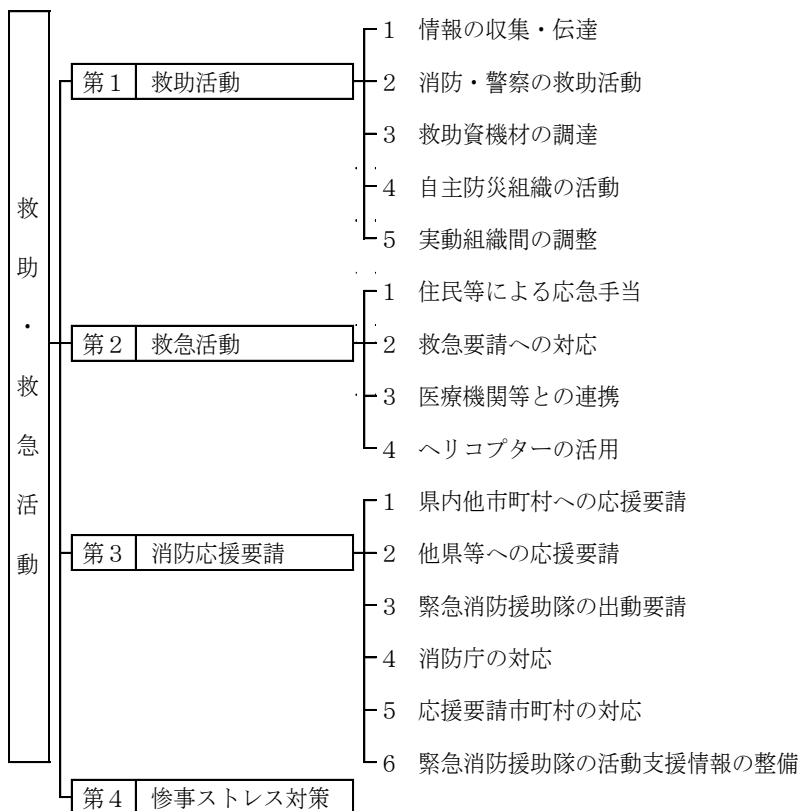 救助・救急活動
第１ 救助活動
１ 情報の収集・伝達
２ 消防・警察の救助活動
３ 救助資機材の調達
４ 自主防災組織の活動
５ 実動組織間の調整
第２ 救急活動
１ 住民等による応急手当
２ 救急要請への対応
３ 医療機関等との連携
４ ヘリコプターの活用
第３ 消防応援要請
１ 県内他市町村への応援要請
２ 他県等への応援要請
３ 緊急消防援助隊の出動要請
４ 消防庁の対応
５ 応援要請市町村の対応
６ 緊急消防援助隊の活動支援情報の整備
第４ 惨事ストレス対策